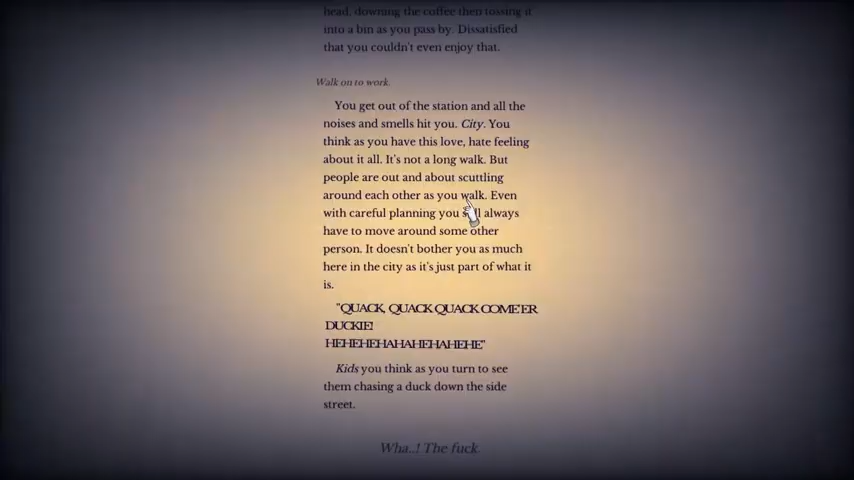 head, downing the coffee then tossing it
into a bin as you pass by. Dissatisfied
that you couldn't even enjoy that.
Walk on to work.
You get out of the station and all the
noises and smells hit you. City. You
think as you have this love, hate feeling
about it all. It's not a long walk. But
people are out and about scuttling
around each other as you walk. Even
with careful planning you still always
have to move around some other
person. It doesn't bother you as much
here in the city as it's just part of what it
is.
"QUACK, QUACK QUACK COME'ER
DUCKIE!
HEHEHEHAHAHEHAHEHE"
Kids you think as you turn to see
them chasing a duck down the side
street.
Wha..! The fuck.